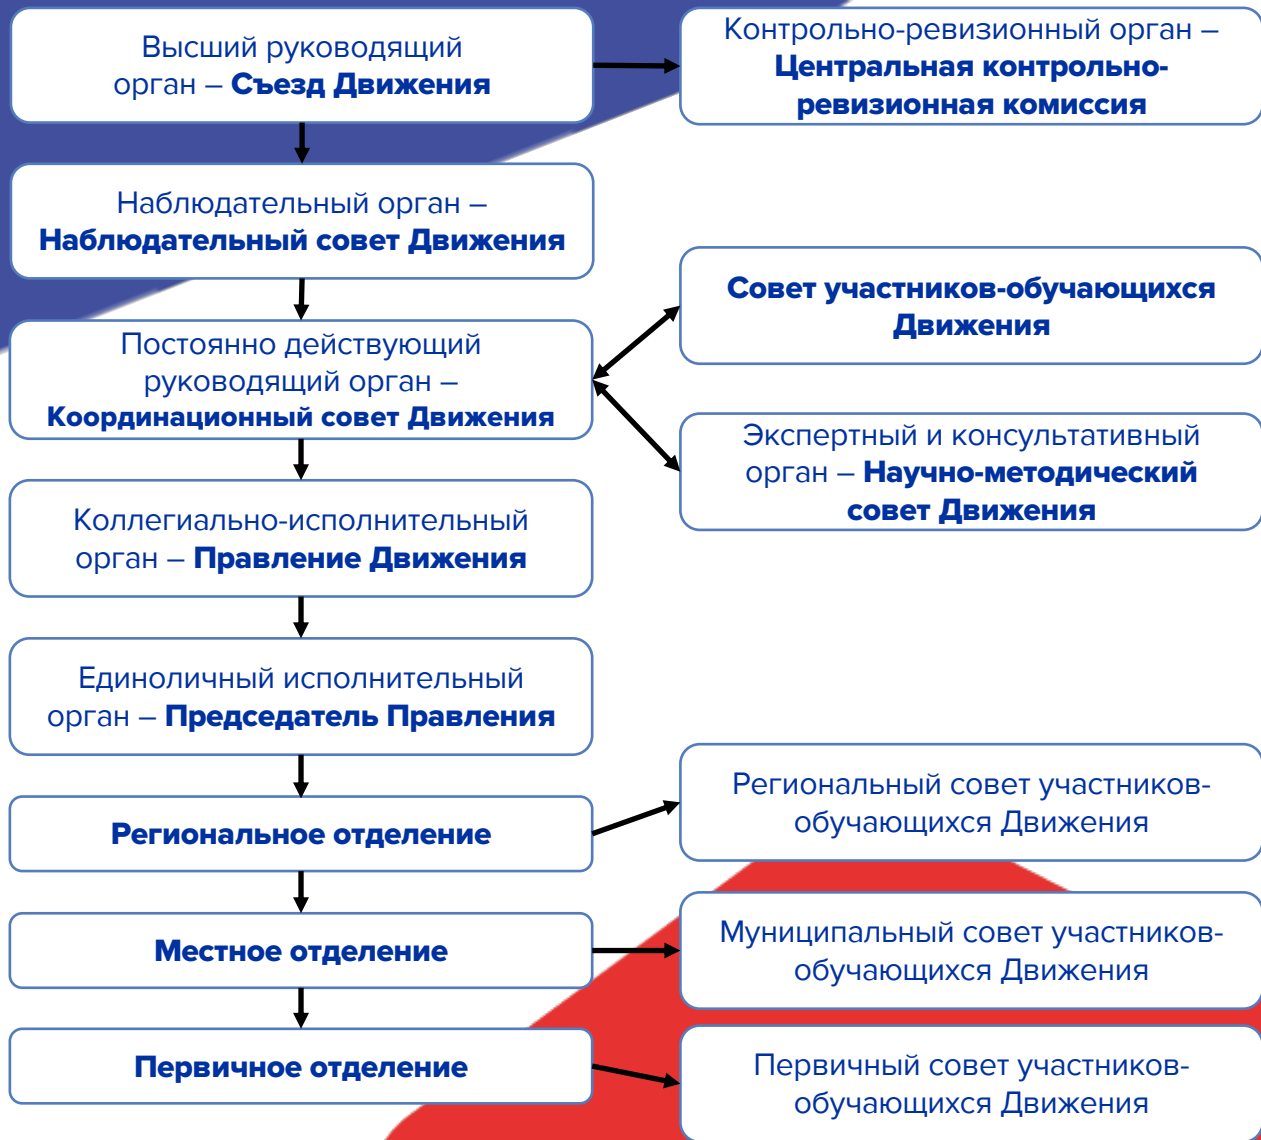 Высший руководящий
орган – Съезд Движения
Контрольно-ревизионный орган –
Центральная контрольно-
ревизионная комиссия
Наблюдательный орган –
Наблюдательный совет Движения
Постоянно действующий
руководящий орган –
Координационный совет Движения
Совет участников-обучающихся
Движения
Экспертный и консультативный
орган – Научно-методический
совет Движения
Коллегиально-исполнительный
орган – Правление Движения
Единоличный исполнительный
орган – Председатель Правления
Региональное отделение
Региональный совет участников-
обучающихся Движения
Местное отделение
Муниципальный совет участников-
обучающихся Движения
Первичное отделение
Первичный совет участников-
обучающихся Движения